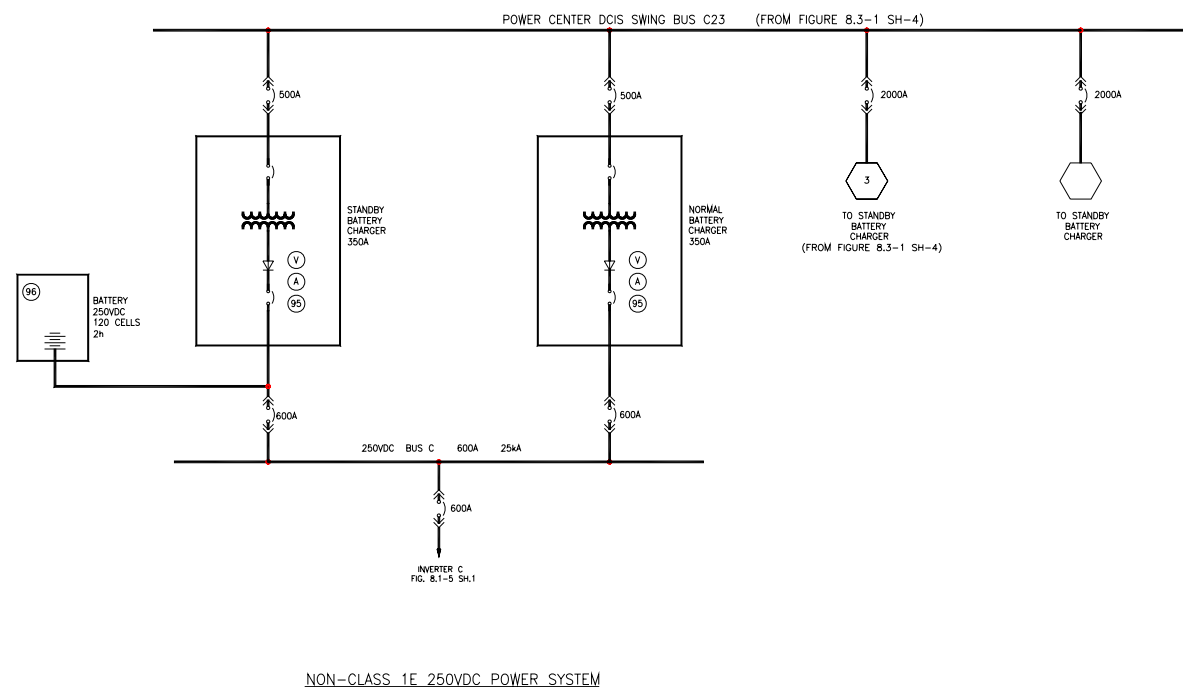 POWER CENTER DCIS SWING BUS C23 (FROM FIGURE 8.3-1 SH-4)
500A
500A
2000A
2000A
STANDBY
BATTERY
CHARGER
350A
V
A
95
NORMAL
BATTERY
CHARGER
350A
V
A
95
3
TO STANDBY
BATTERY
CHARGER
(FROM FIGURE 8.3-1 SH-4)
TO STANDBY
BATTERY
CHARGER
96
BATTERY
250VDC
120 CELLS
2h
600A
600A
250VDC BUS C 600A 25kA
600A
INVERTER C
FIG. 8.1-5 SH.1
NON-CLASS 1E 250VDC POWER SYSTEM